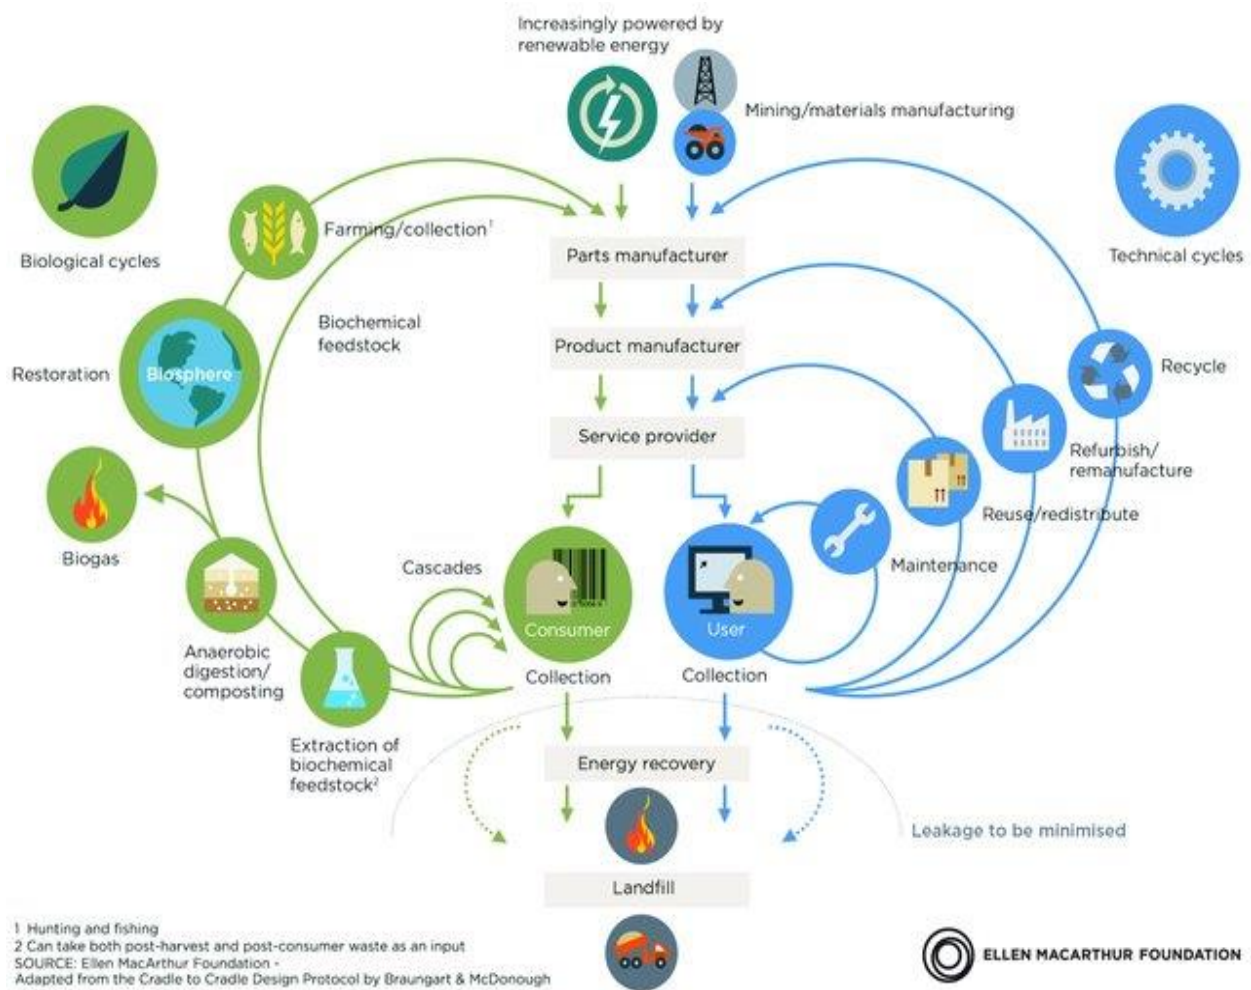 Increasingly powered by
renewable energy
Mining/materials manufacturing
Biological cycles
Farming/collection¹
Technical cycles
Parts manufacturer
Biochemical
feedstock
Product manufacturer
Restoration
Biosphere
Recycle
Service provider
Refurbish/
remanufacture
Reuse/redistribute
Biogas
Cascades
Maintenance
Consumer
User
Anaerobic
digestion/
composting
Collection
Collection
Extraction of
biochemical
feedstock²
Energy recovery
Leakage to be minimised
Landfill
1 Hunting and fishing
2 Can take both post-harvest and post-consumer waste as an input
SOURCE: Ellen MacArthur Foundation -
Adapted from the Cradle to Cradle Design Protocol by Braungart & McDonough
ELLEN MACARTHUR FOUNDATION